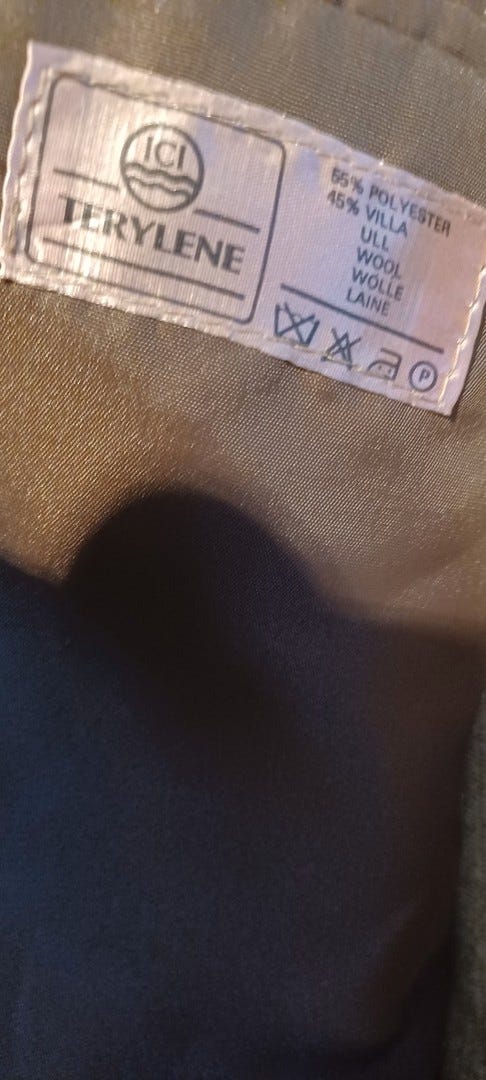 ICI
TERYLENE
55% POLYESTER
45% VILLA
ULL
WOOL
WOLLE
LAINE
P